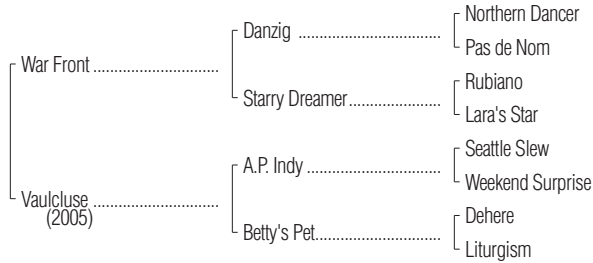 Northern Dancer
Danzig ........................................
Pas de Nom
War Front ...................................
Rubiano
Starry Dreamer..........................
Lara's Star
Seattle Slew
A.P. Indy ......................................
Weekend Surprise
Vaulcluse ...................................
(2005)
Dehere
Betty's Pet...................................
Liturgism